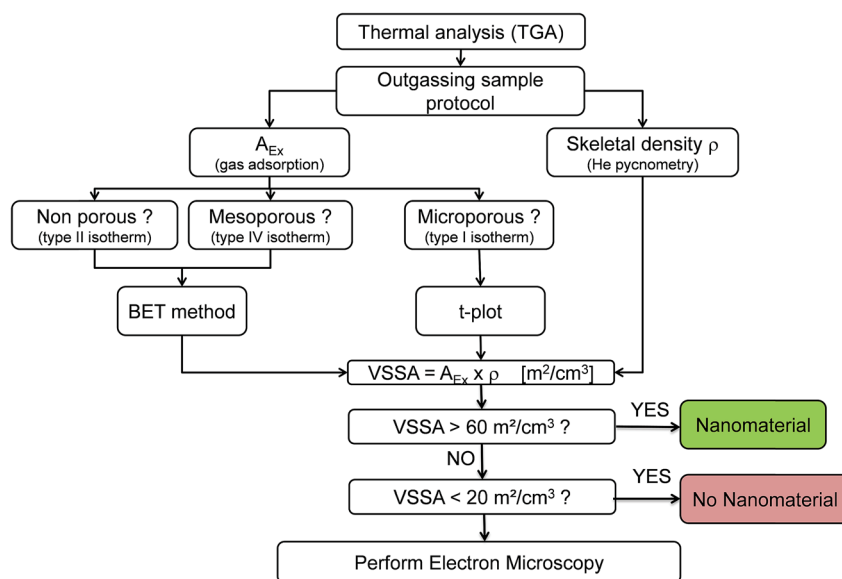 Thermal analysis (TGA)
Outgassing sample
protocol
A_Ex
(gas adsorption)
Skeletal density ρ
(He pycnometry)
Non porous ?
(type II isotherm)
Mesoporous ?
(type IV isotherm)
Microporous ?
(type I isotherm)
BET method
t-plot
VSSA = A_Ex x ρ [m²/cm³]
VSSA > 60 m²/cm³ ?
YES
Nanomaterial
NO
VSSA < 20 m²/cm³ ?
YES
No Nanomaterial
Perform Electron Microscopy